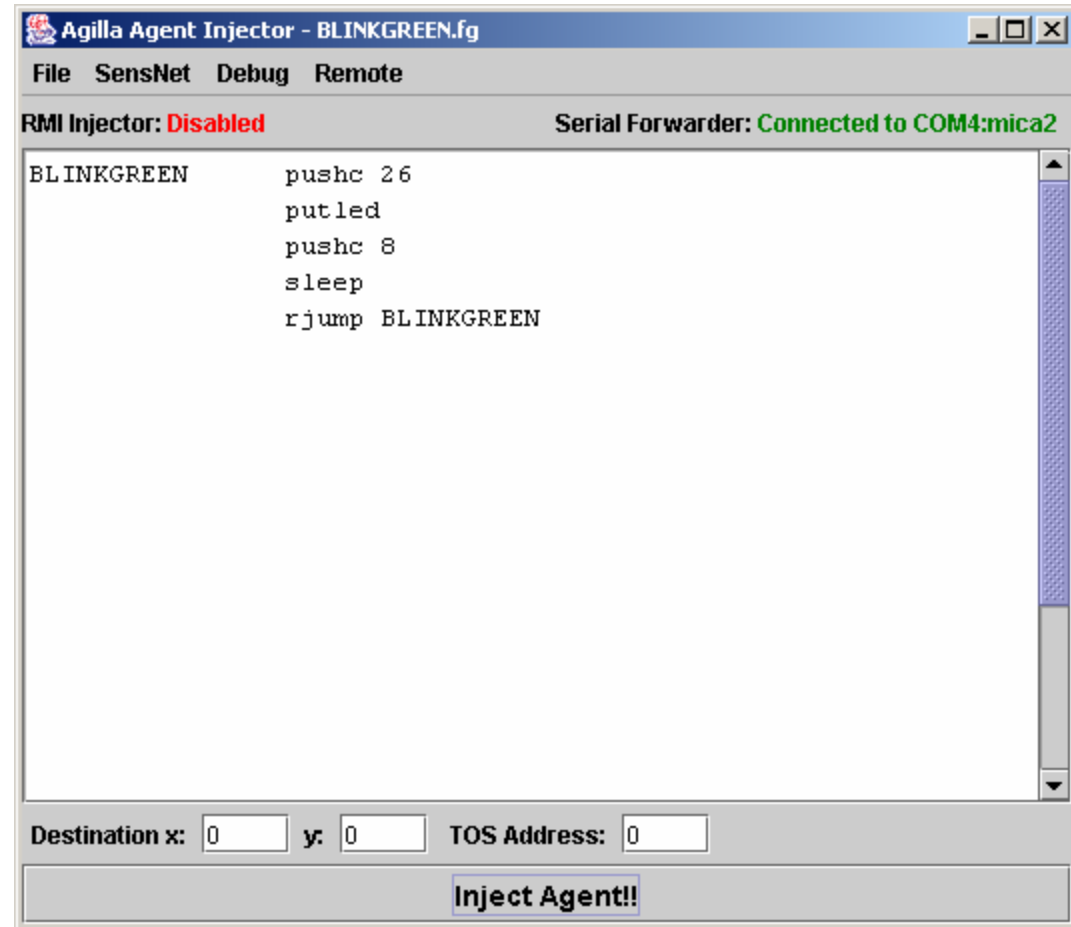 Agilla Agent Injector - BLINKGREEN.fg
File SensNet Debug Remote
RMI Injector: Disabled Serial Forwarder: Connected to COM4:mica2
BLINKGREEN pushc 26
putled
pushc 8
sleep
rjump BLINKGREEN
Destination x: 0 y: 0 TOS Address: 0
Inject Agent!!